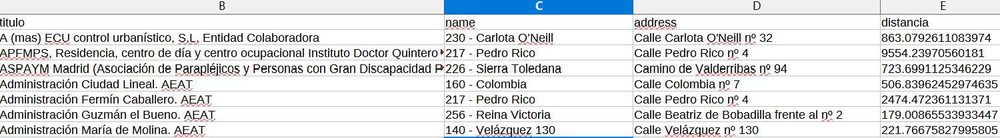 B C D E
titulo name address distancia
A (mas) ECU control urbanístico, S,L, Entidad Colaboradora 230 - Carlota O'Neill Calle Carlota O'Neill nº 32 863.0792611083974
APFMPS, Residencia, centro de día y centro ocupacional Instituto Doctor Quintero 217 - Pedro Rico Calle Pedro Rico nº 4 9554.23970560181
ASPAYM Madrid (Asociación de Parapléjicos y Personas con Gran Discapacidad 226 - Sierra Toledana Camino de Valderribas nº 94 723.6991125346229
Administración Ciudad Lineal. AEAT 160 - Colombia Calle Colombia nº 7 506.83962452974635
Administración Fermín Caballero. AEAT 217 - Pedro Rico Calle Pedro Rico nº 4 2474.472361131371
Administración Guzmán el Bueno. AEAT 256 - Reina Victoria Calle Beatriz de Bobadilla frente al nº 2 179.00865533933447
Administración María de Molina. AEAT 140 - Velázquez 130 Calle Velázquez nº 130 221.76675827995805